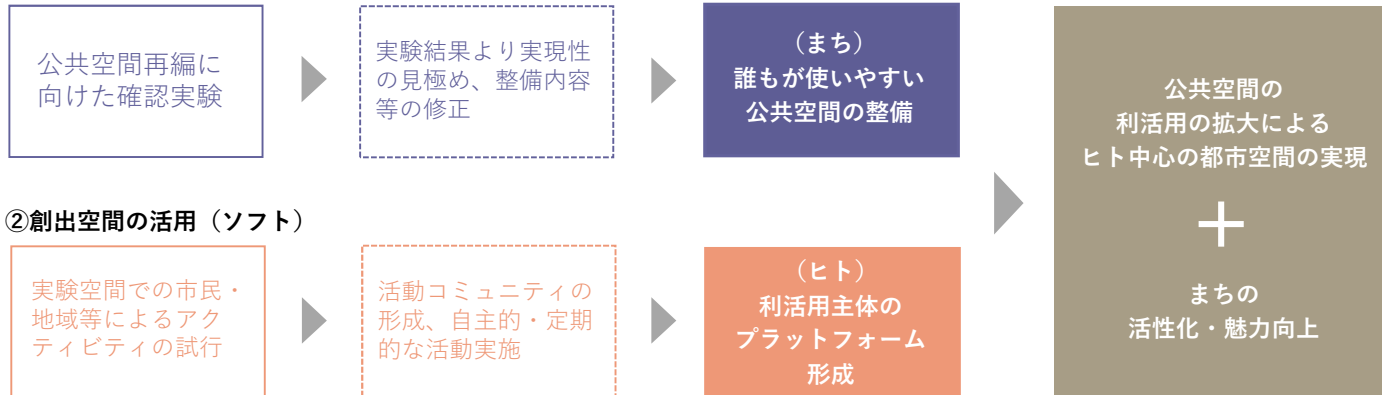 公共空間再編に
向けた確認実験
実験結果より実現性
の見極め、整備内容
等の修正
（まち）
誰もが使いやすい
公共空間の整備
②創出空間の活用（ソフト）
実験空間での市民・
地域等によるアク
ティビティの試行
活動コミュニティの
形成、自主的・定期
的な活動実施
（ヒト）
利活用主体の
プラットフォーム
形成
公共空間の
利活用の拡大による
ヒト中心の都市空間の実現
＋
まちの
活性化・魅力向上